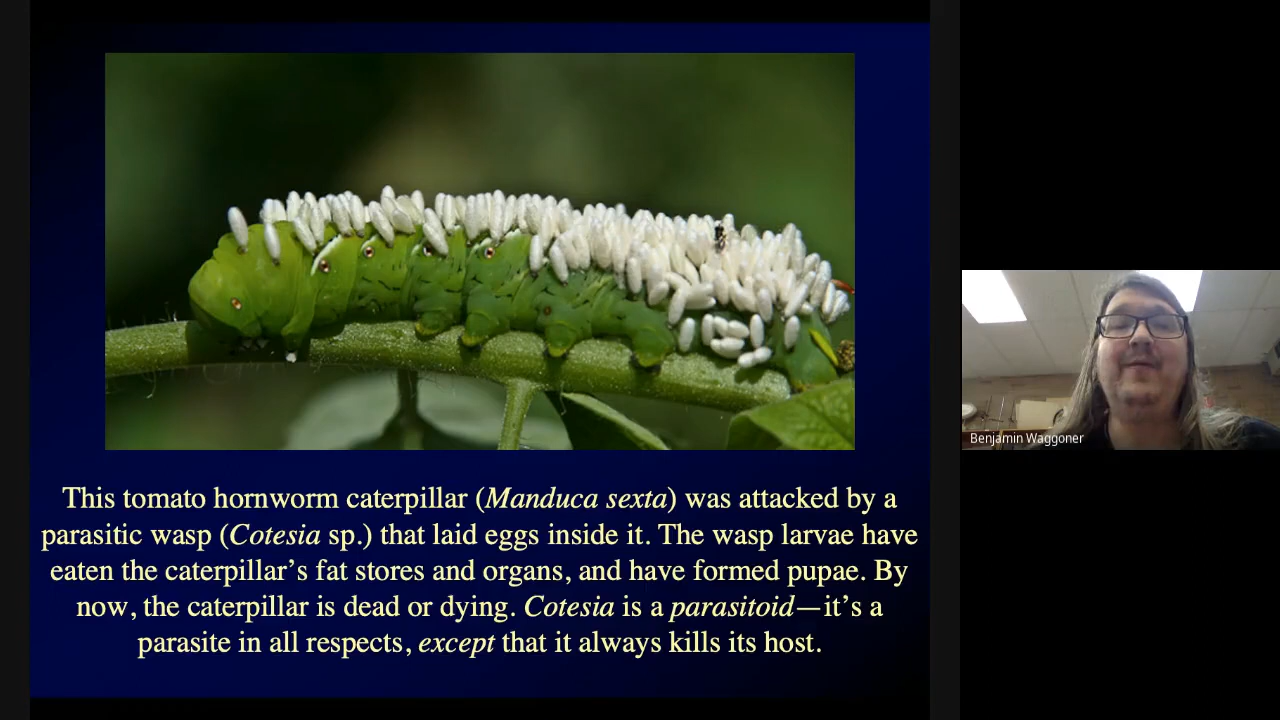 This tomato hornworm caterpillar (Manduca sexta) was attacked by a
parasitic wasp (Cotesia sp.) that laid eggs inside it. The wasp larvae have
eaten the caterpillar’s fat stores and organs, and have formed pupae. By
now, the caterpillar is dead or dying. Cotesia is a parasitoid—it’s a
parasite in all respects, except that it always kills its host.
Benjamin Waggoner